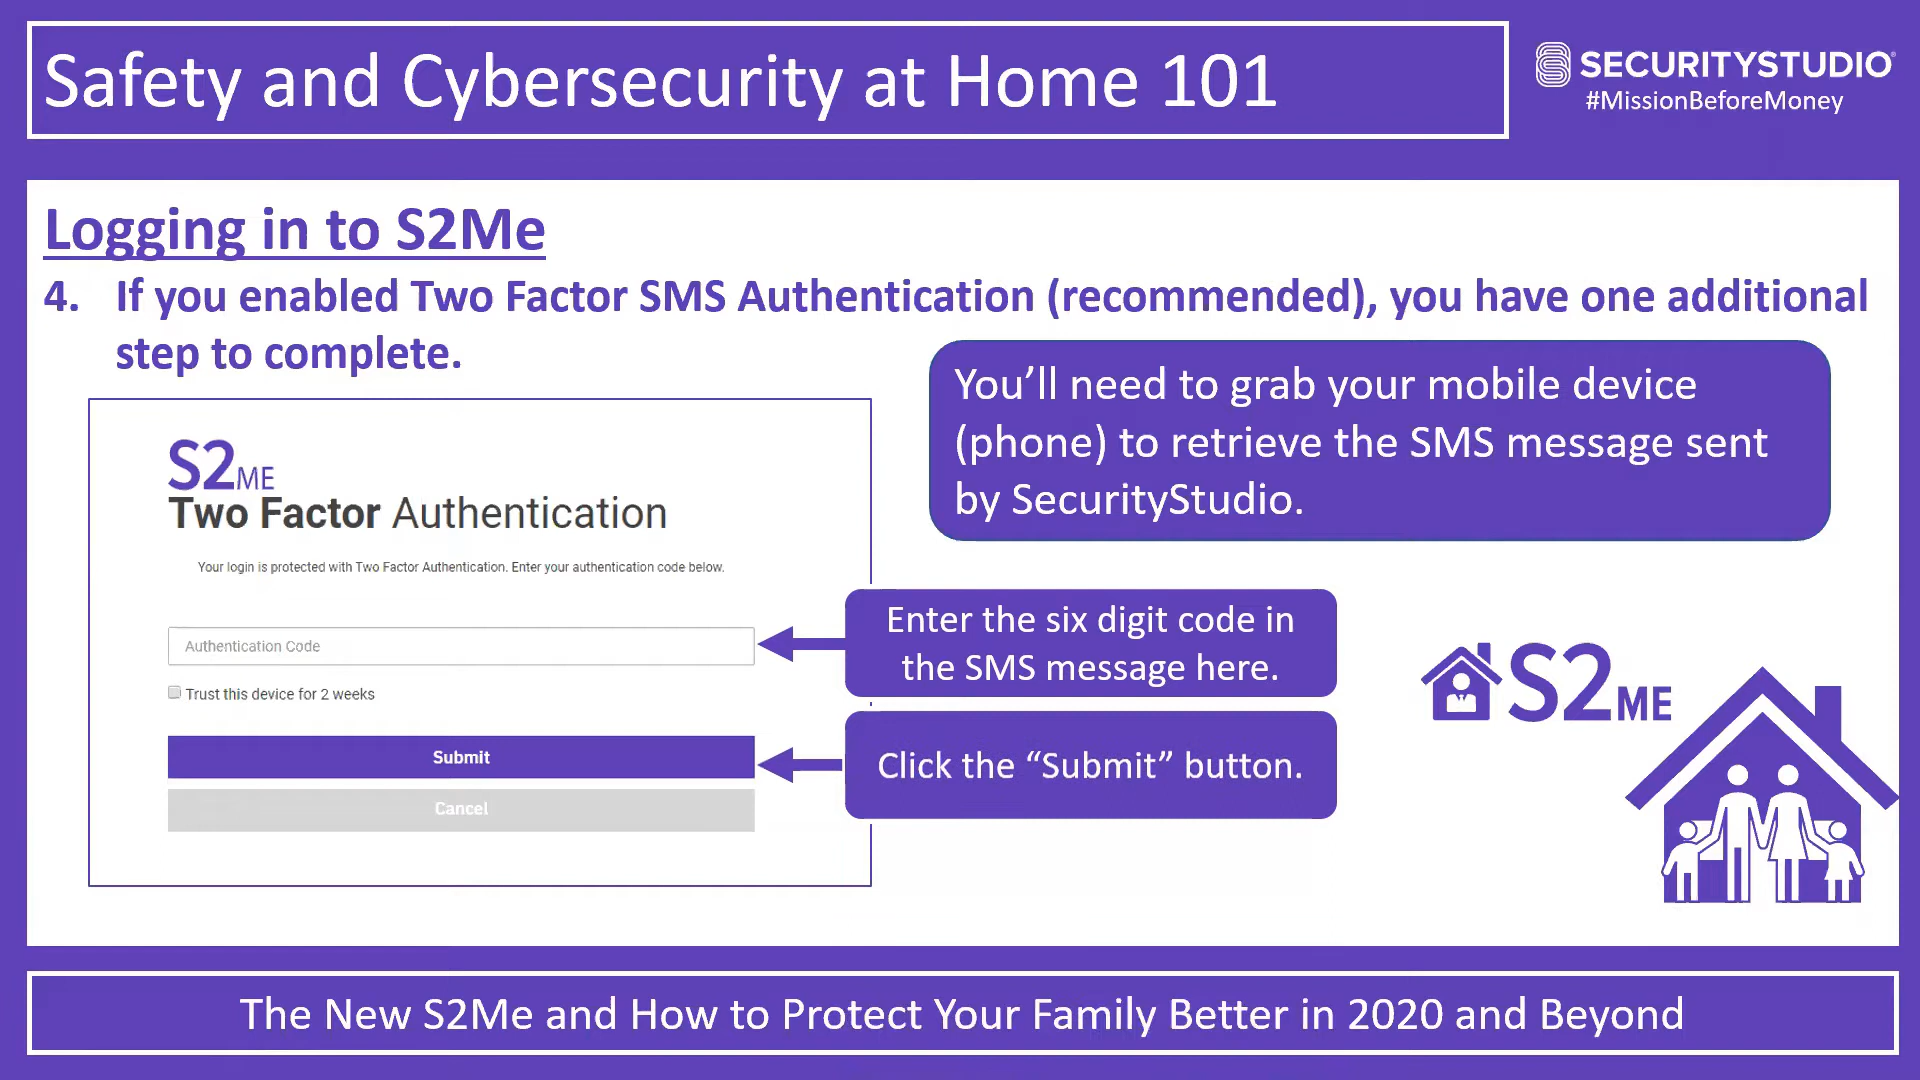 Safety and Cybersecurity at Home 101
SECURITYSTUDIO®
#MissionBeforeMoney
Logging in to S2Me
4. If you enabled Two Factor SMS Authentication (recommended), you have one additional
step to complete.
You’ll need to grab your mobile device
(phone) to retrieve the SMS message sent
by SecurityStudio.
S2ME
Two Factor Authentication
Your login is protected with Two Factor Authentication. Enter your authentication code below.
Authentication Code
Enter the six digit code in
the SMS message here.
Trust this device for 2 weeks
Submit
Click the “Submit” button.
Cancel
S2ME
The New S2Me and How to Protect Your Family Better in 2020 and Beyond